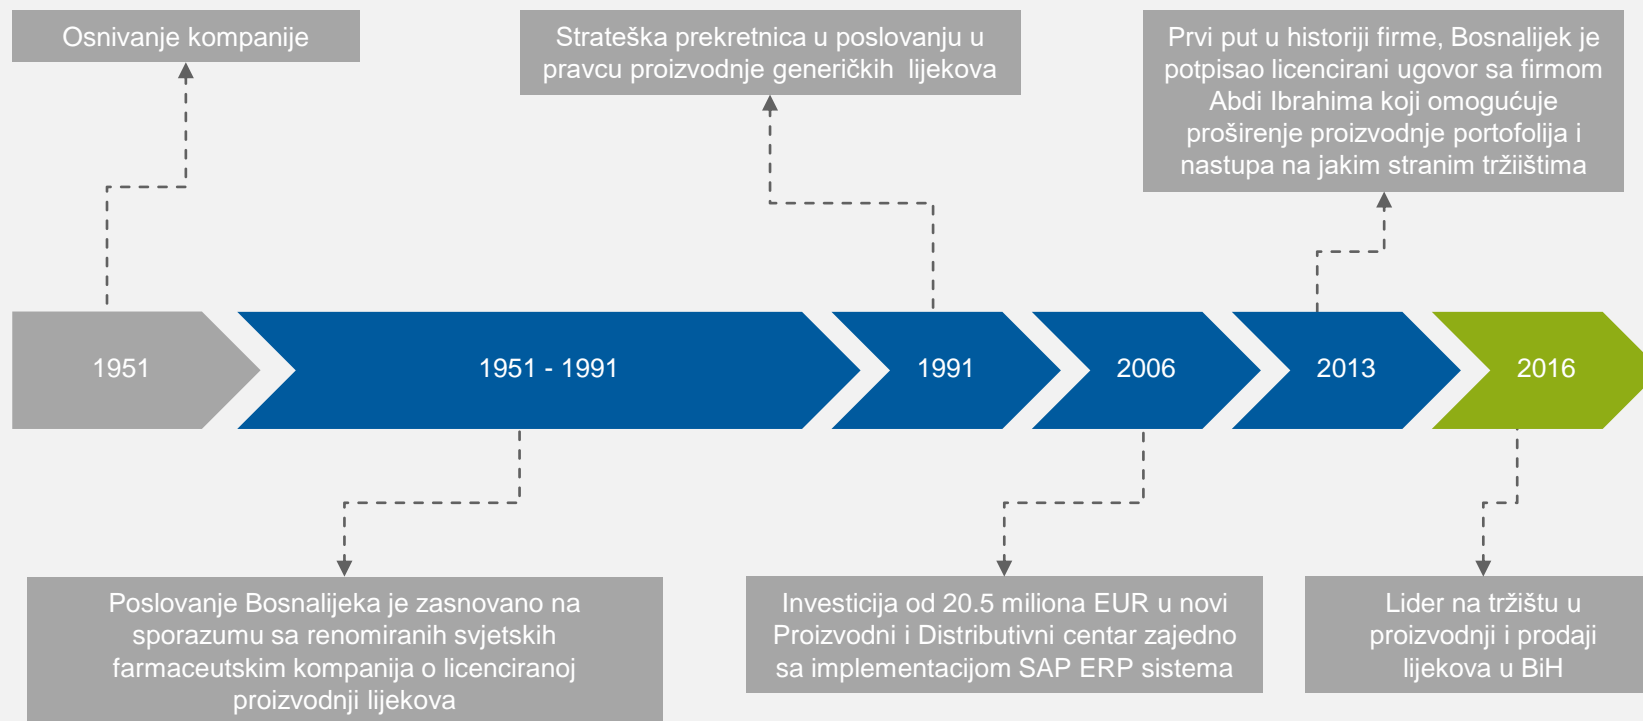 Osnivanje kompanije
Strateška prekretnica u poslovanju u
pravcu proizvodnje generičkih lijekova
Prvi put u historiji firme, Bosnalijek je
potpisao licencirani ugovor sa firmom
Abdi Ibrahima koji omogućuje
proširenje proizvodnje portofolija i
nastupa na jakim stranim tržiištima
1951
1951 - 1991
1991
2006
2013
2016
Poslovanje Bosnalijeka je zasnovano na
sporazumu sa renomiranih svjetskih
farmaceutskim kompanija o licenciranoj
proizvodnji lijekova
Investicija od 20.5 miliona EUR u novi
Proizvodni i Distributivni centar zajedno
sa implementacijom SAP ERP sistema
Lider na tržištu u
proizvodnji i prodaji
lijekova u BiH